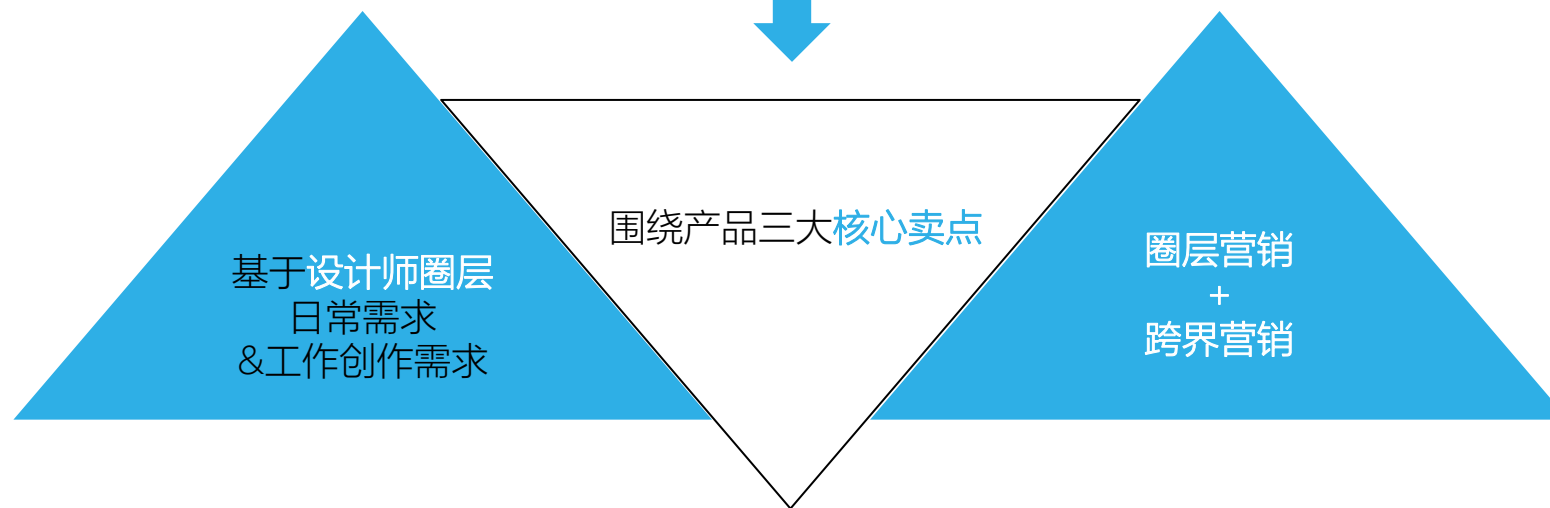 基于设计师圈层
日常需求
&工作创作需求
围绕产品三大核心卖点
圈层营销
+
跨界营销